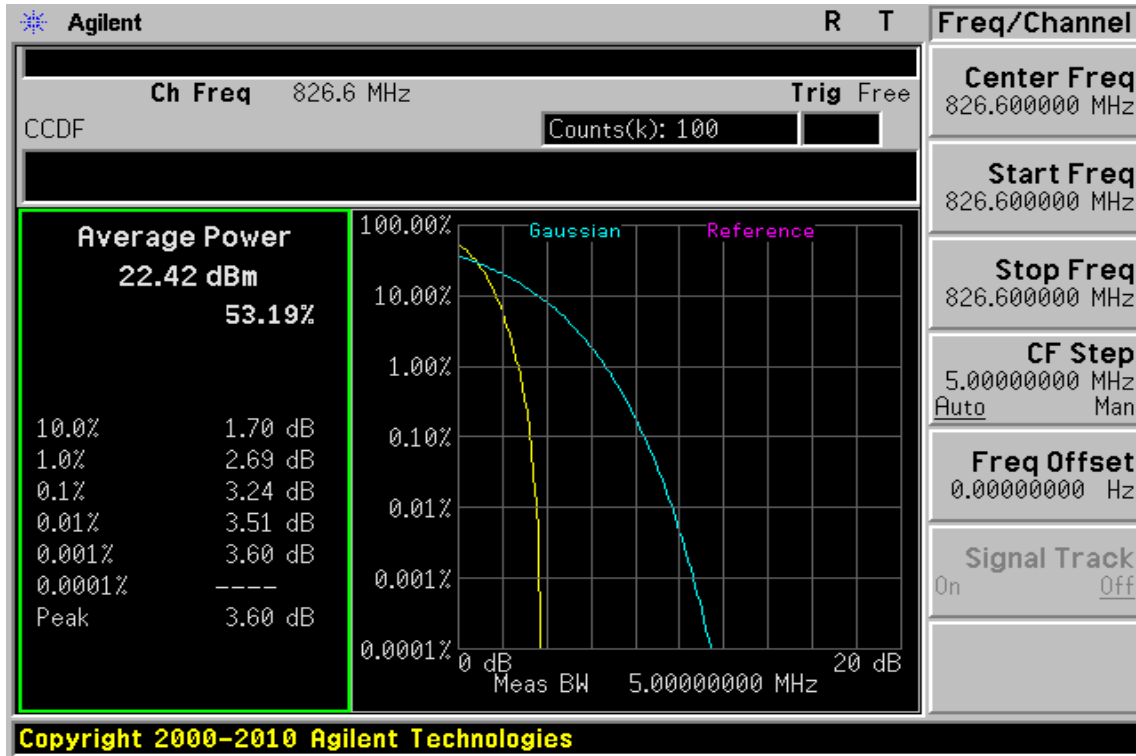 Agilent R T
Ch Freq 826.6 MHz Trig Free
CCDF Counts(k): 100
Average Power
22.42 dBm
53.19%
10.0% 1.70 dB
1.0% 2.69 dB
0.1% 3.24 dB
0.01% 3.51 dB
0.001% 3.60 dB
0.0001% ----
Peak 3.60 dB
Gaussian Reference
100.00%
10.00%
1.00%
0.10%
0.01%
0.001%
0.0001%
0 dB 20 dB
Meas BW 5.00000000 MHz
Freq/Channel
Center Freq
826.600000 MHz
Start Freq
826.600000 MHz
Stop Freq
826.600000 MHz
CF Step
5.00000000 MHz
Auto Man
Freq Offset
0.00000000 Hz
Signal Track
On Off
Copyright 2000-2010 Agilent Technologies